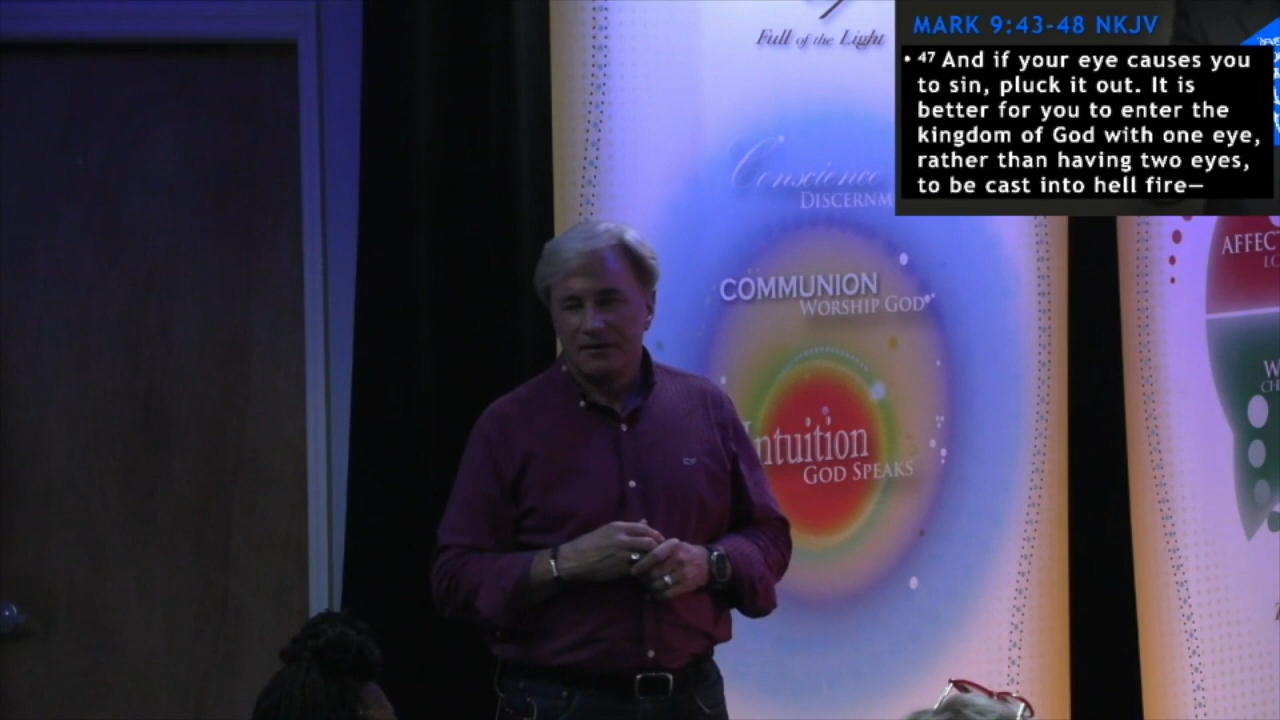 MARK 9:43-48 NKJV
• 47 And if your eye causes you
to sin, pluck it out. It is
better for you to enter the
kingdom of God with one eye,
rather than having two eyes,
to be cast into hell fire—
Full of the Light
Conscience
DISCERNM
COMMUNION
WORSHIP GOD
Intuition
GOD SPEAKS
AFFEC